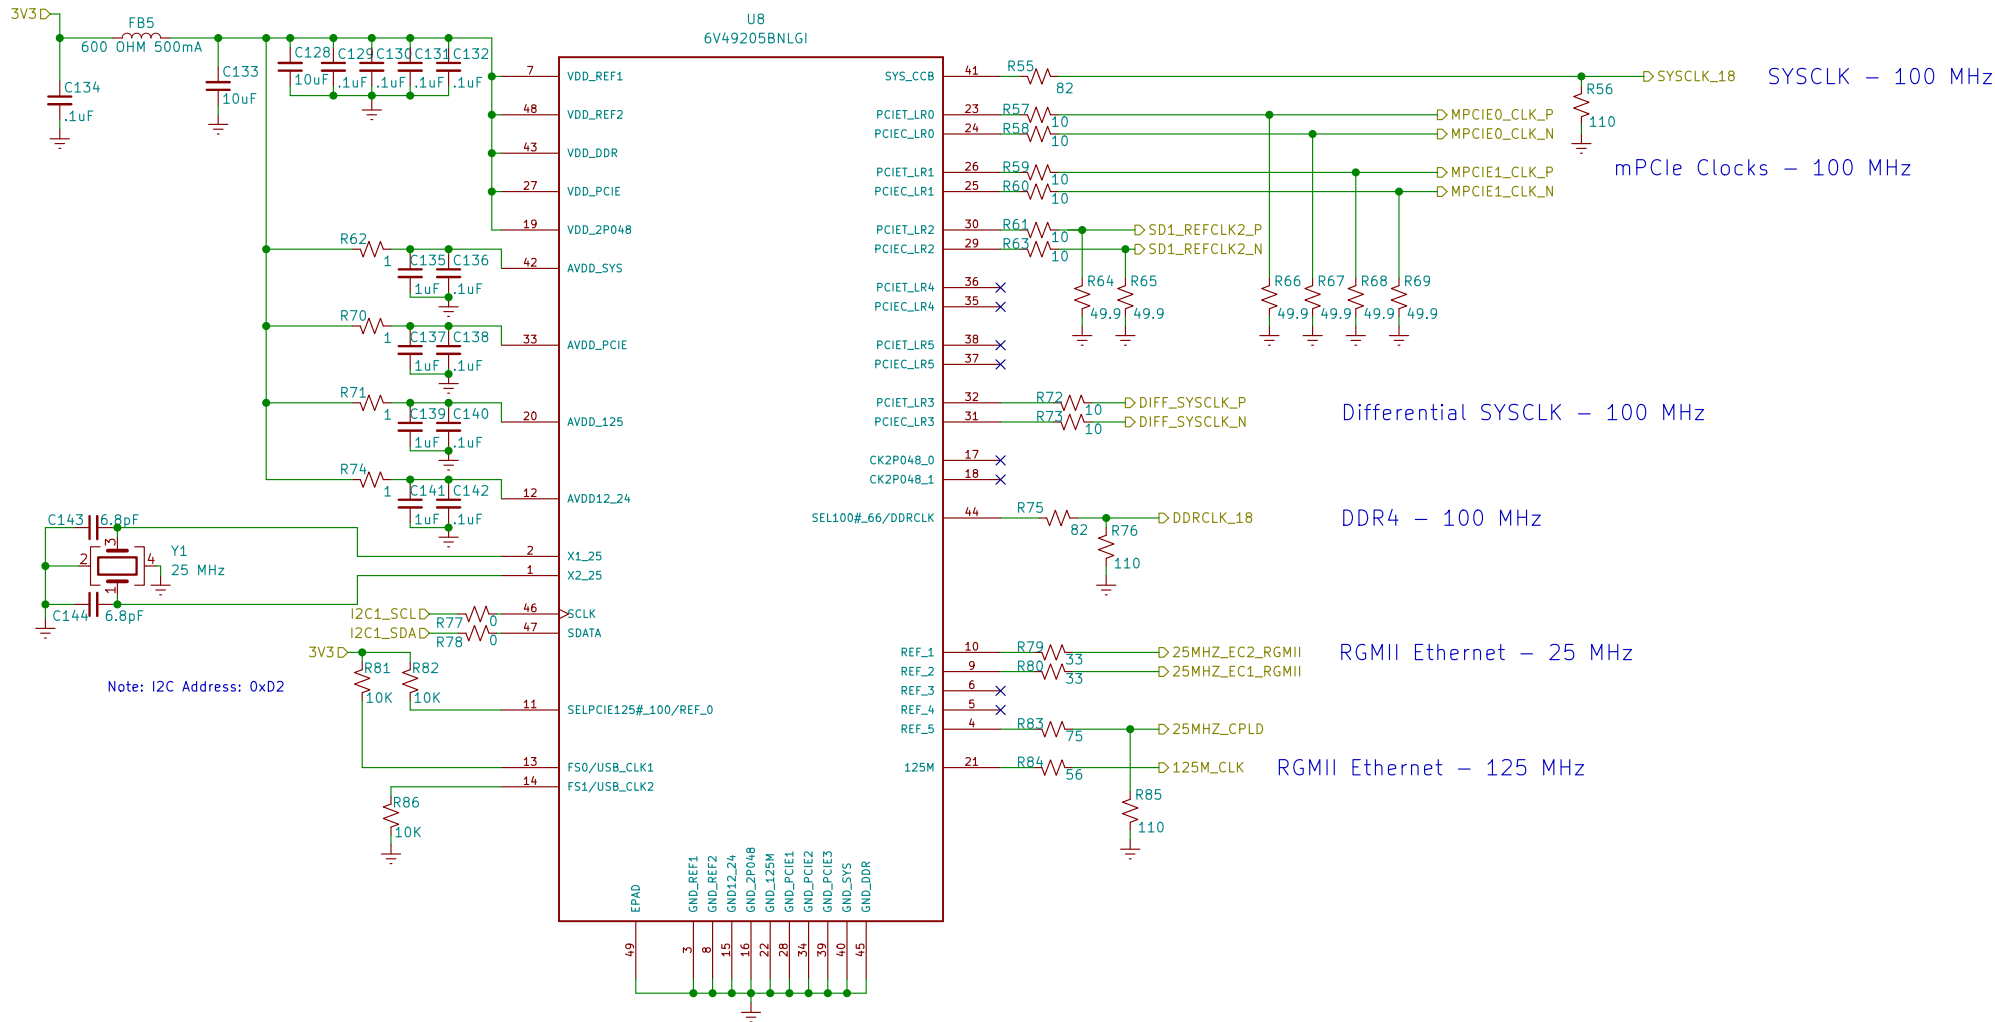 3V3
FB5
600 OHM 500mA
C134
.1uF
C133
10uF
C128
10uF
C129
.1uF
C130
.1uF
C131
.1uF
C132
.1uF
U8
6V49205BNLGI
7 VDD_REF1
48 VDD_REF2
43 VDD_DDR
27 VDD_PCIE
19 VDD_2P048
R62
1
C135
1uF
C136
.1uF
42 AVDD_SYS
R70
1
C137
1uF
C138
.1uF
33 AVDD_PCIE
R71
1
C139
1uF
C140
.1uF
20 AVDD_125
R74
1
C141
1uF
C142
.1uF
12 AVDD12_24
C143 6.8pF
3
2
4
1
Y1
25 MHz
C144 6.8pF
2 X1_25
1 X2_25
I2C1_SCL
R77
0
46 SCLK
I2C1_SDA
R78
0
47 SDATA
3V3
R81
10K
R82
10K
Note: I2C Address: 0xD2
11 SELPCIE125#_100/REF_0
13 FS0/USB_CLK1
14 FS1/USB_CLK2
R86
10K
SYS_CCB 41
R55
82
SYSCLK_18
R56
110
SYSCLK - 100 MHz
PCIET_LR0 23
R57
10
MPCIE0_CLK_P
PCIEC_LR0 24
R58
10
MPCIE0_CLK_N
mPCIe Clocks - 100 MHz
PCIET_LR1 26
R59
10
MPCIE1_CLK_P
PCIEC_LR1 25
R60
10
MPCIE1_CLK_N
PCIET_LR2 30
R61
10
SD1_REFCLK2_P
PCIEC_LR2 29
R63
10
SD1_REFCLK2_N
R64
49.9
R65
49.9
R66
49.9
R67
49.9
R68
49.9
R69
49.9
PCIET_LR4 36
PCIEC_LR4 35
PCIET_LR5 38
PCIEC_LR5 37
PCIET_LR3 32
R72
10
DIFF_SYSCLK_P
PCIEC_LR3 31
R73
10
DIFF_SYSCLK_N
Differential SYSCLK - 100 MHz
CK2P048_0 17
CK2P048_1 18
SEL100#_66/DDRCLK 44
R75
82
DDRCLK_18
R76
110
DDR4 - 100 MHz
REF_1 10
R79
33
25MHZ_EC2_RGMII
REF_2 9
R80
33
25MHZ_EC1_RGMII
RGMII Ethernet - 25 MHz
REF_3 6
REF_4 5
REF_5 4
R83
75
25MHZ_CPLD
125M 21
R84
56
125M_CLK
RGMII Ethernet - 125 MHz
R85
110
EPAD 49
GND_REF1 3
GND_REF2 8
GND12_24 15
GND_2P048 16
GND_125M 22
GND_PCIE1 28
GND_PCIE2 34
GND_PCIE3 39
GND_SYS 40
GND_DDR 45